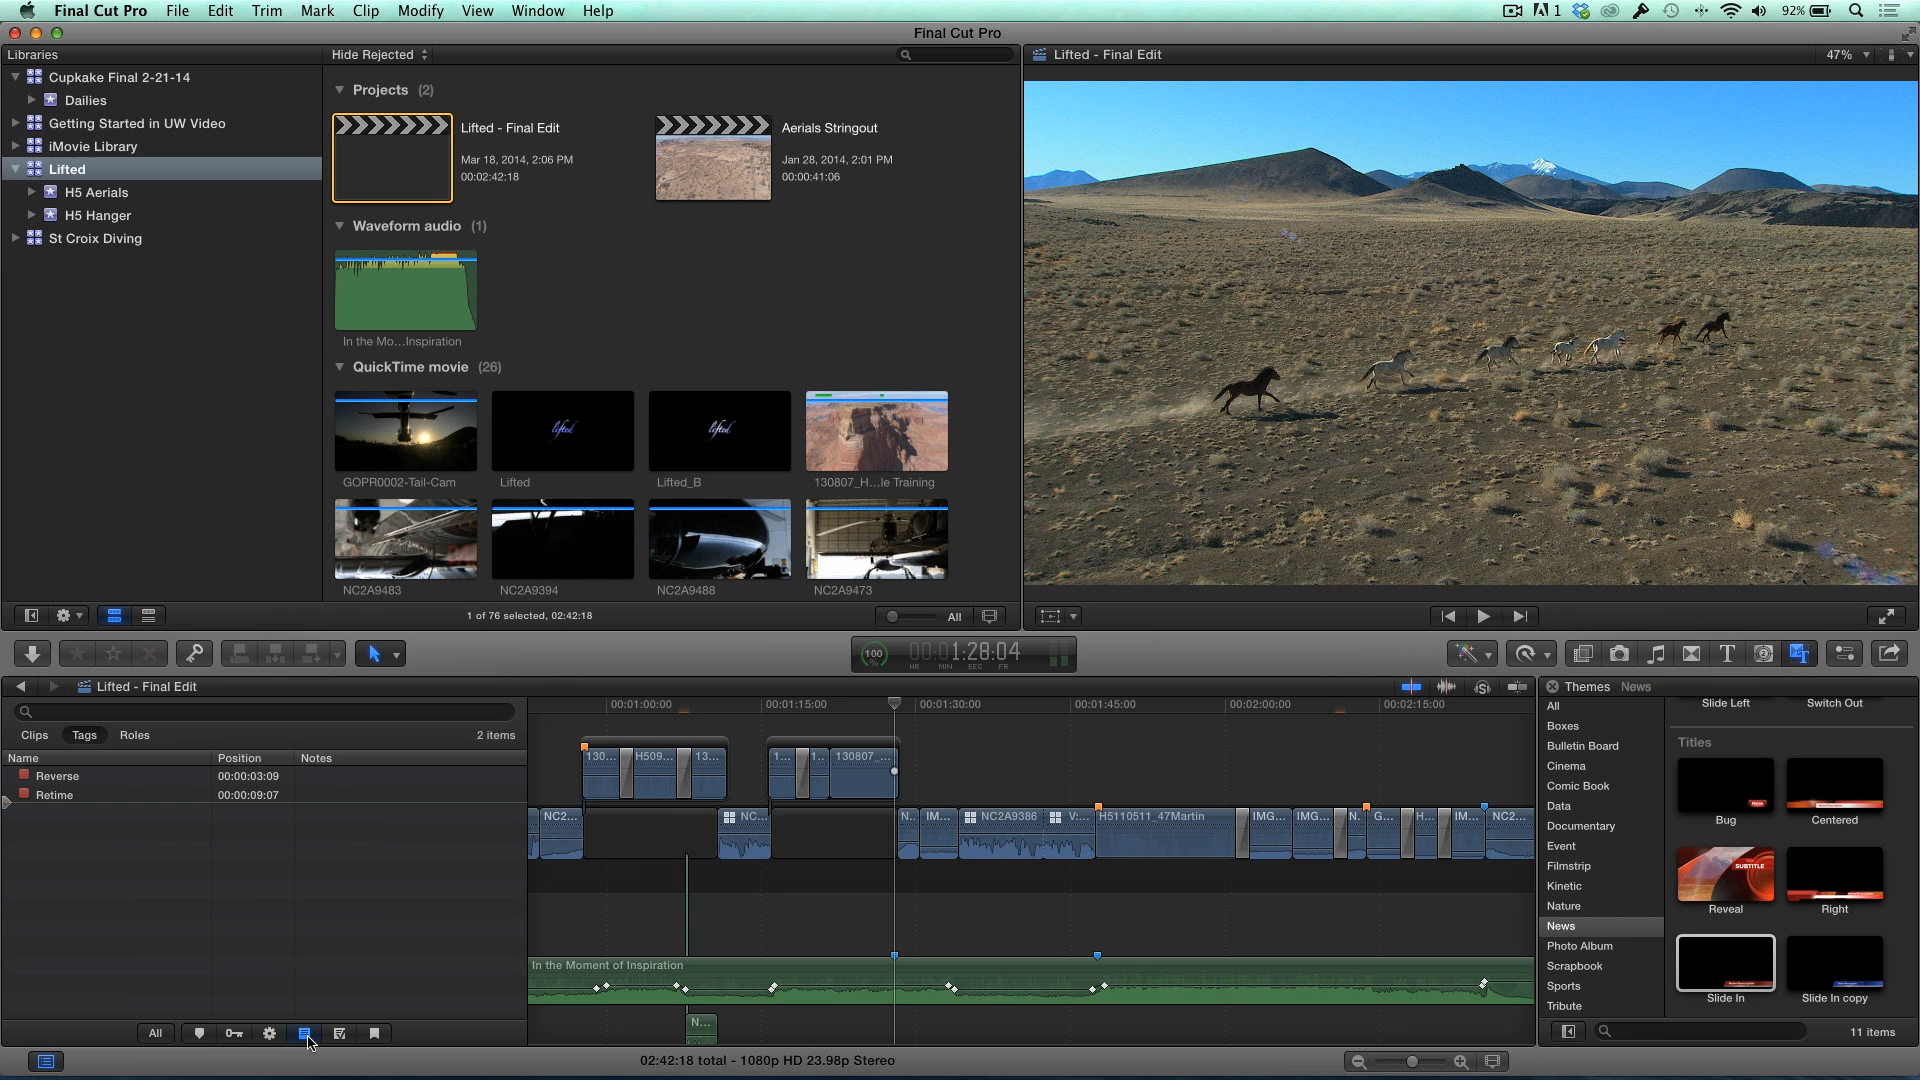 Final Cut Pro File Edit Trim Mark Clip Modify View Window Help 1 92%
Final Cut Pro
Libraries
Hide Rejected
Lifted - Final Edit 47%
Cupkake Final 2-21-14
Dailies
Getting Started in UW Video
iMovie Library
Lifted
H5 Aerials
H5 Hanger
St Croix Diving
Projects (2)
Lifted - Final Edit
Mar 18, 2014, 2:06 PM
00:02:42:18
Aerials Stringout
Jan 28, 2014, 2:01 PM
00:00:41:06
Waveform audio (1)
In the Mo...Inspiration
QuickTime movie (26)
lifted
lifted
GOPR0002-Tail-Cam Lifted Lifted_B 130807_H...le Training
NC2A9483 NC2A9394 NC2A9488 NC2A9473
1 of 76 selected, 02:42:18
All
100 % 00:00:1:28:04
HR MIN SEC FR
Lifted - Final Edit
Clips Tags Roles 2 items
Name Position Notes
Reverse 00:00:03:09
Retime 00:00:09:07
All
00:01:00:00 00:01:15:00 00:01:30:00 00:01:45:00 00:02:00:00 00:02:15:00
130... H509... 13... 1... 1.. 130807_...
NC2... NC... N.. IM... NC2A9386 V:... H5110511_47Martin IMG... IMG... N. G... H... IM... NC2...
In the Moment of Inspiration
N...
02:42:18 total - 1080p HD 23.98p Stereo
Themes News
All
Boxes
Bulletin Board
Cinema
Comic Book
Data
Documentary
Event
Filmstrip
Kinetic
Nature
News
Photo Album
Scrapbook
Sports
Tribute
Slide Left Switch Out
Titles
Bug Centered
SUBTITLE
Reveal Right
Slide In Slide In copy
11 items